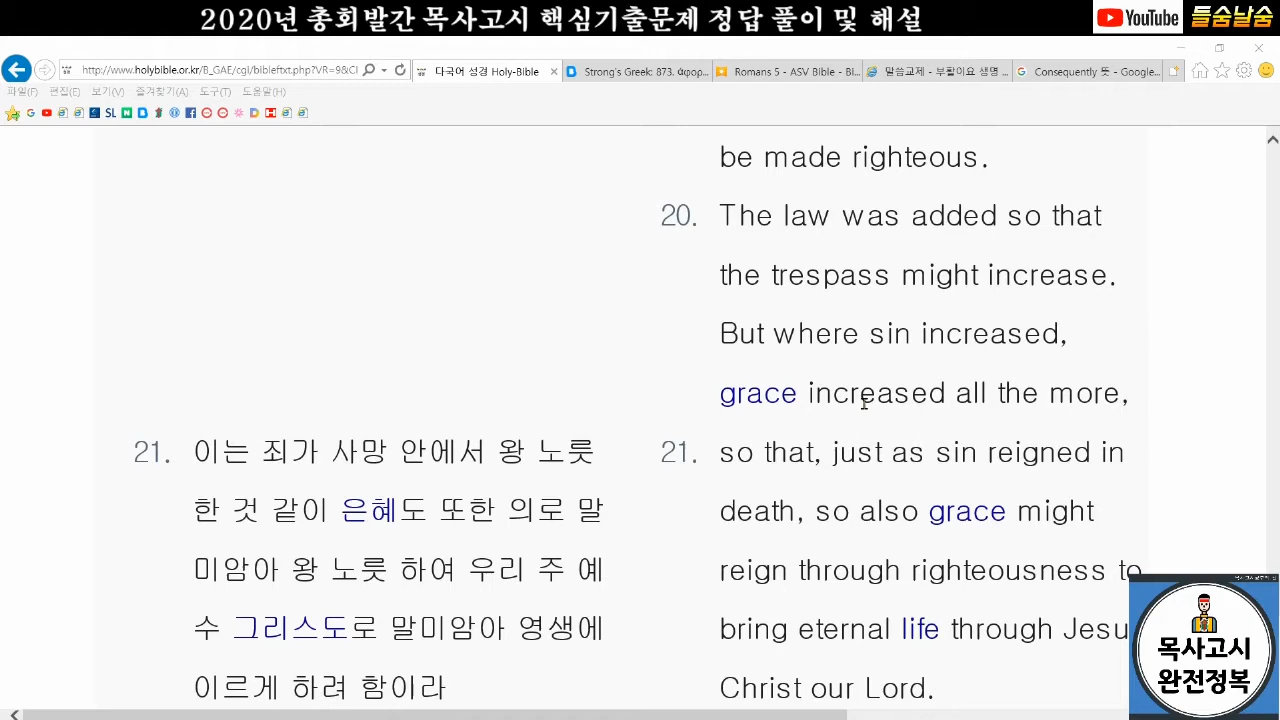 2020년 총회발간 목사고시 핵심기출문제 정답 풀이 및 해설
YouTube
들숨날숨
http://www.holybible.or.kr/B_GAE/cgi/bibleftxt.php?VR=9&CI
다국어 성경 Holy-Bible
Strong's Greek: 873. ἀφορ...
Romans 5 - ASV Bible - Bl...
말씀교제 - 부활이요 생명 ...
Consequently 뜻 - Google...
파일(F) 편집(E) 보기(V) 즐겨찾기(A) 도구(T) 도움말(H)
be made righteous.
20. The law was added so that
the trespass might increase.
But where sin increased,
grace increased all the more,
21. 이는 죄가 사망 안에서 왕 노릇
한 것 같이 은혜도 또한 의로 말
미암아 왕 노릇 하여 우리 주 예
수 그리스도로 말미암아 영생에
이르게 하려 함이라
21. so that, just as sin reigned in
death, so also grace might
reign through righteousness to
bring eternal life through Jesu
Christ our Lord.
목사고시
완전정복